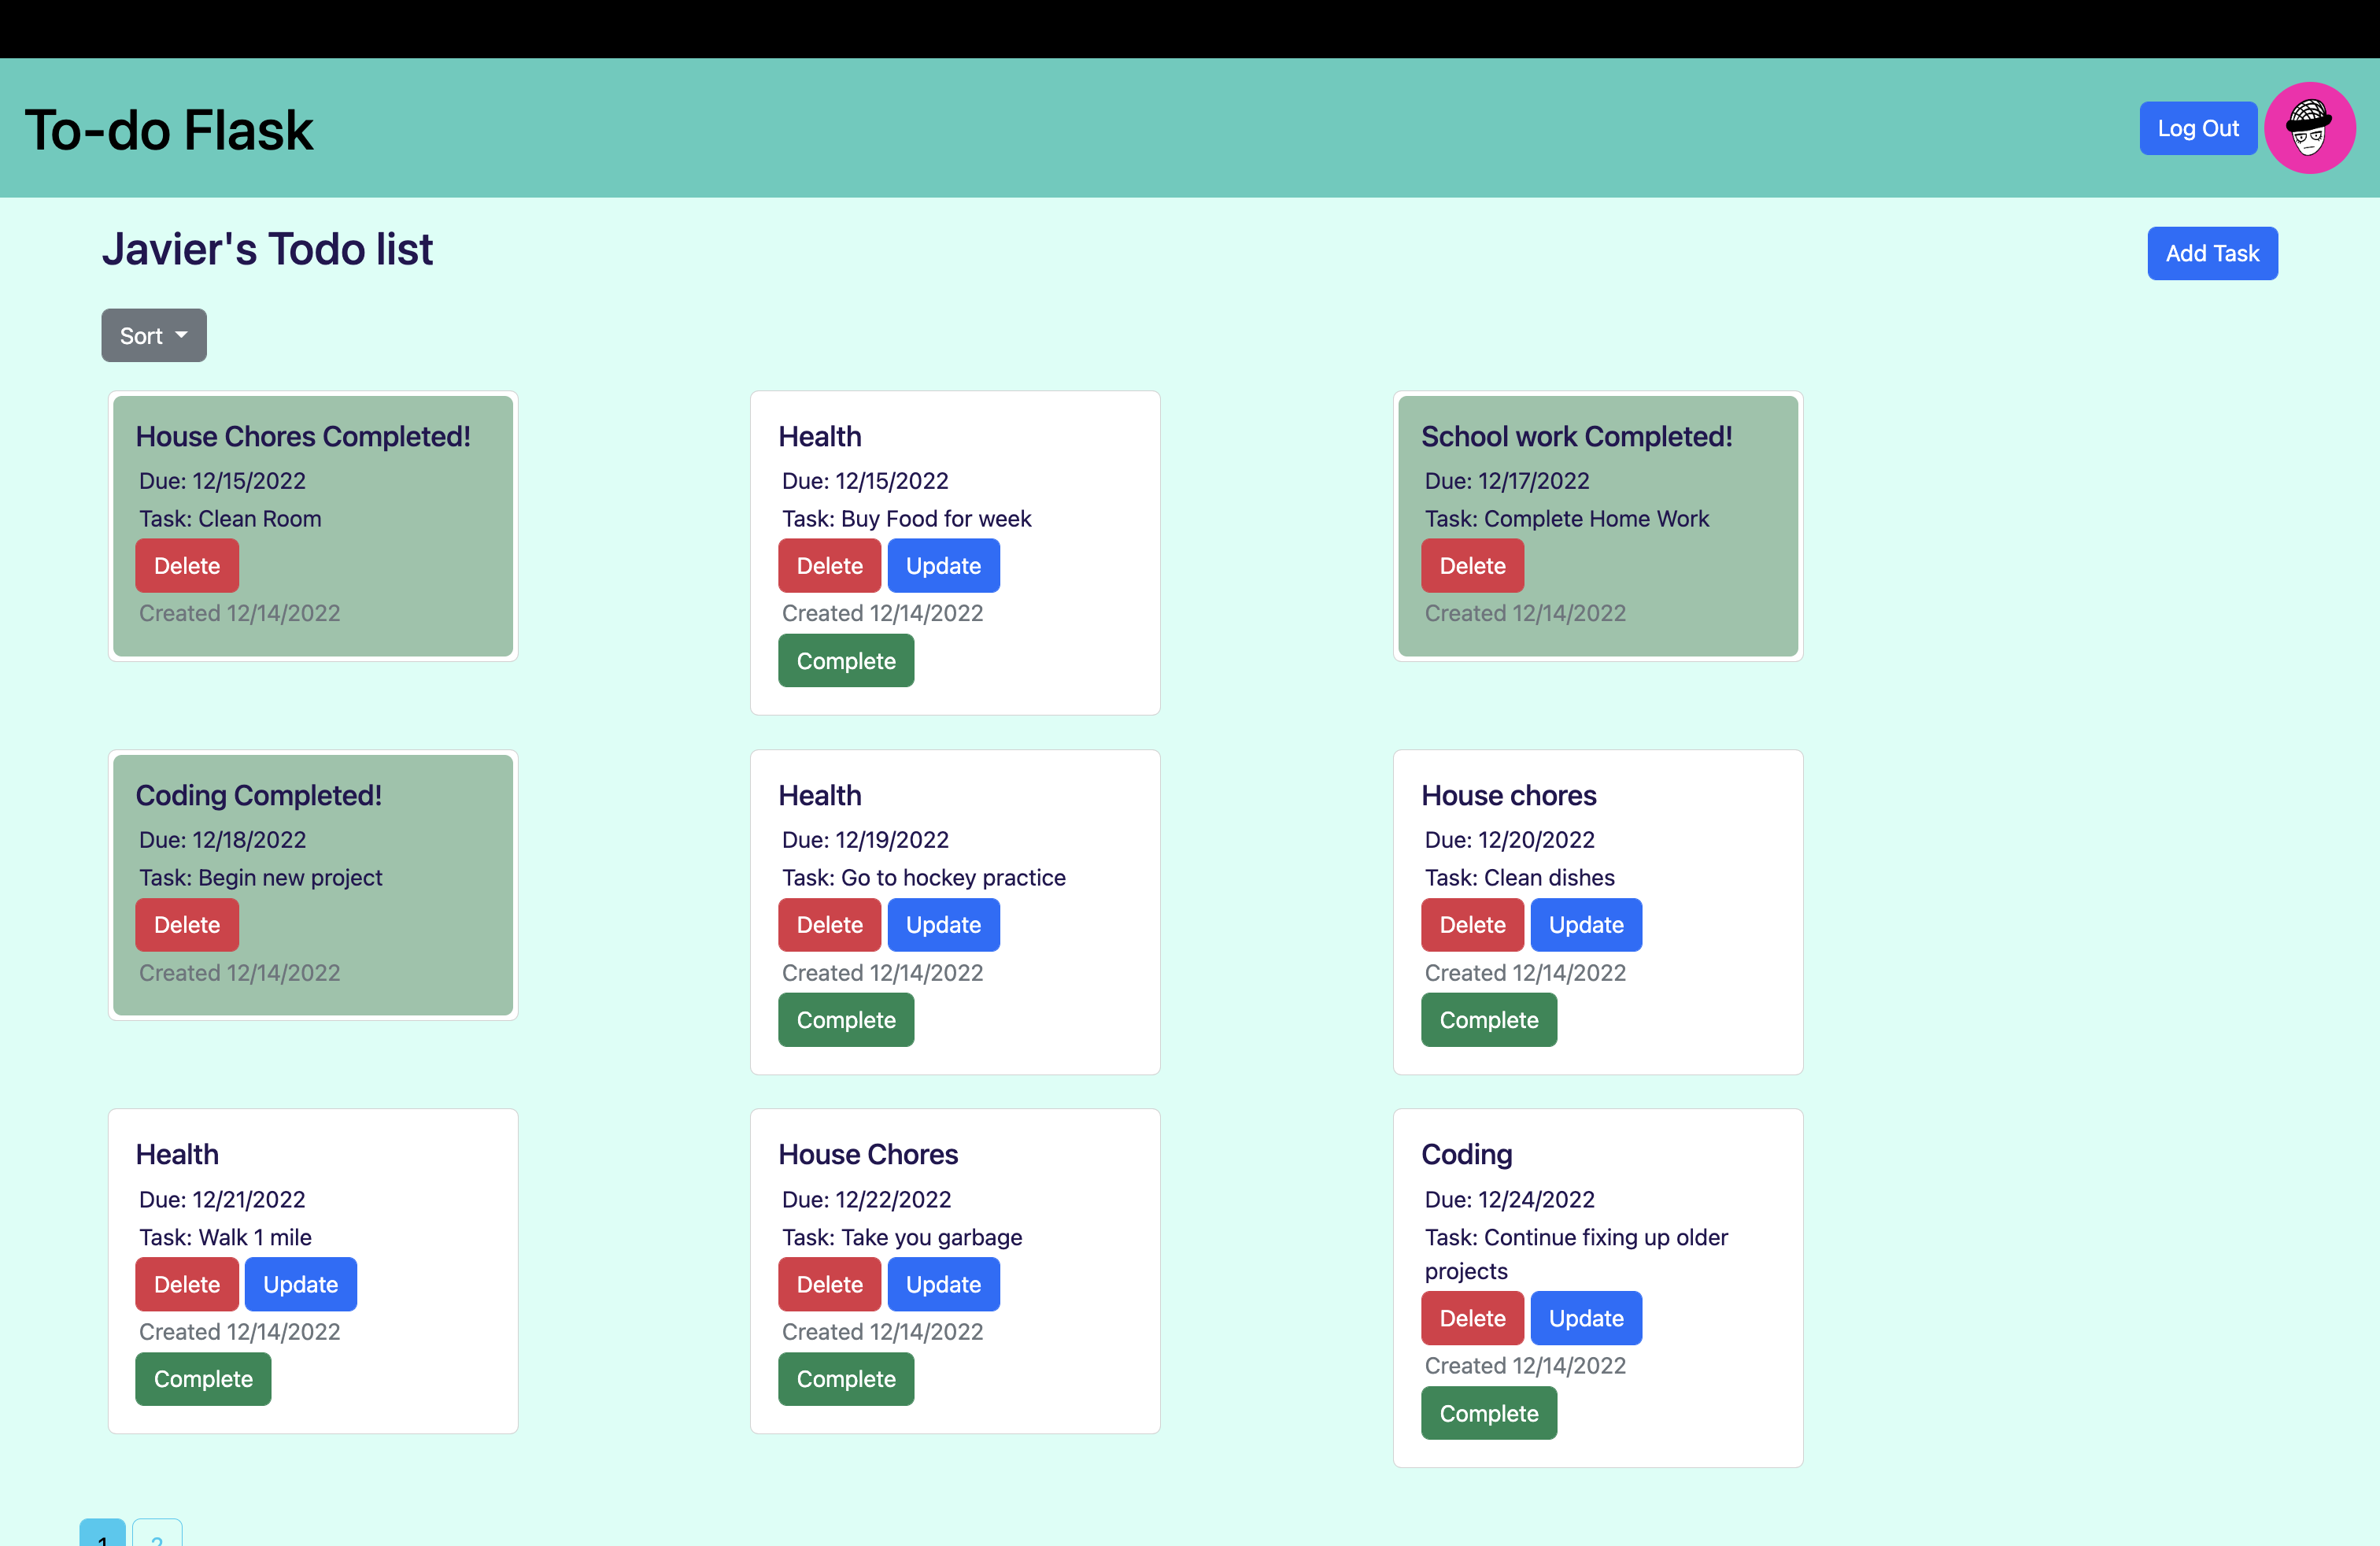 To-do Flask
Log Out
Javier's Todo list
Add Task
Sort
House Chores Completed!
Due: 12/15/2022
Task: Clean Room
Delete
Created 12/14/2022
Health
Due: 12/15/2022
Task: Buy Food for week
Delete Update
Created 12/14/2022
Complete
School work Completed!
Due: 12/17/2022
Task: Complete Home Work
Delete
Created 12/14/2022
Coding Completed!
Due: 12/18/2022
Task: Begin new project
Delete
Created 12/14/2022
Health
Due: 12/19/2022
Task: Go to hockey practice
Delete Update
Created 12/14/2022
Complete
House chores
Due: 12/20/2022
Task: Clean dishes
Delete Update
Created 12/14/2022
Complete
Health
Due: 12/21/2022
Task: Walk 1 mile
Delete Update
Created 12/14/2022
Complete
House Chores
Due: 12/22/2022
Task: Take you garbage
Delete Update
Created 12/14/2022
Complete
Coding
Due: 12/24/2022
Task: Continue fixing up older
projects
Delete Update
Created 12/14/2022
Complete
1 2